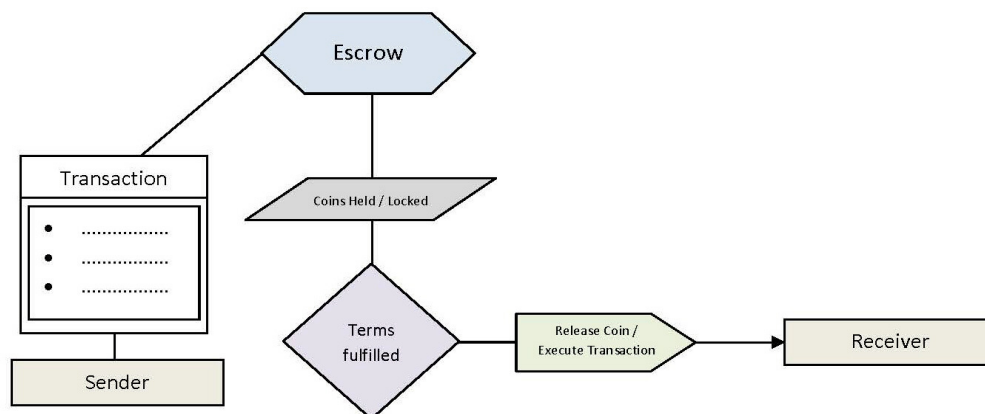 Escrow
Transaction
• ................
• ................
• ................
Sender
Coins Held / Locked
Terms
fulfilled
Release Coin /
Execute Transaction
Receiver